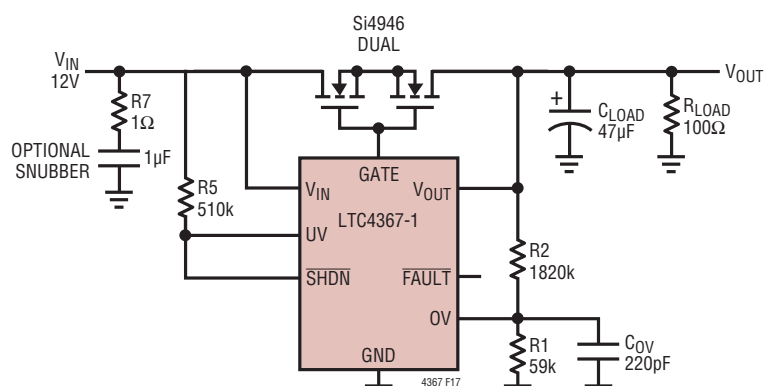 Si4946
DUAL
VIN
12V
VOUT
R7
1Ω
OPTIONAL
SNUBBER
1µF
R5
510k
CLOAD
47µF
+
RLOAD
100Ω
GATE
VIN
VOUT
LTC4367-1
UV
SHDN
FAULT
OV
GND
R2
1820k
R1
59k
COV
220pF
4367 F17